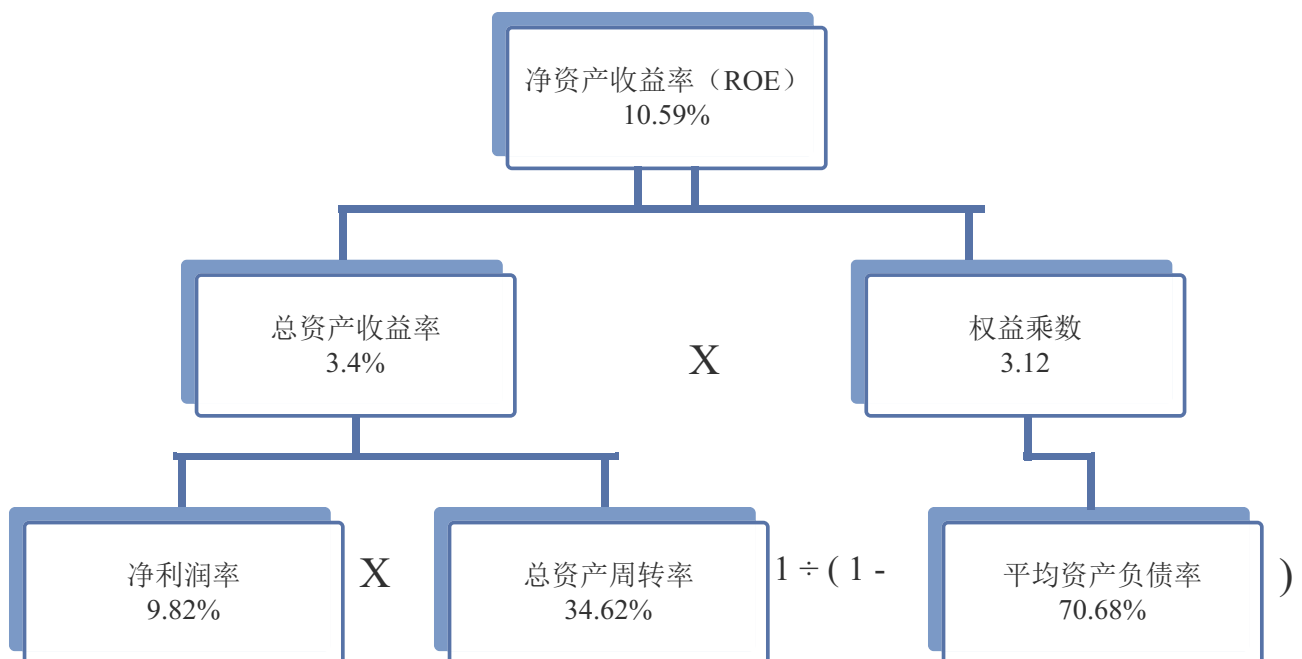 净资产收益率（ROE）
10.59%
总资产收益率
3.4%
X
权益乘数
3.12
净利润率
9.82%
X
总资产周转率
34.62%
1 ÷ ( 1 -
平均资产负债率
70.68%
)